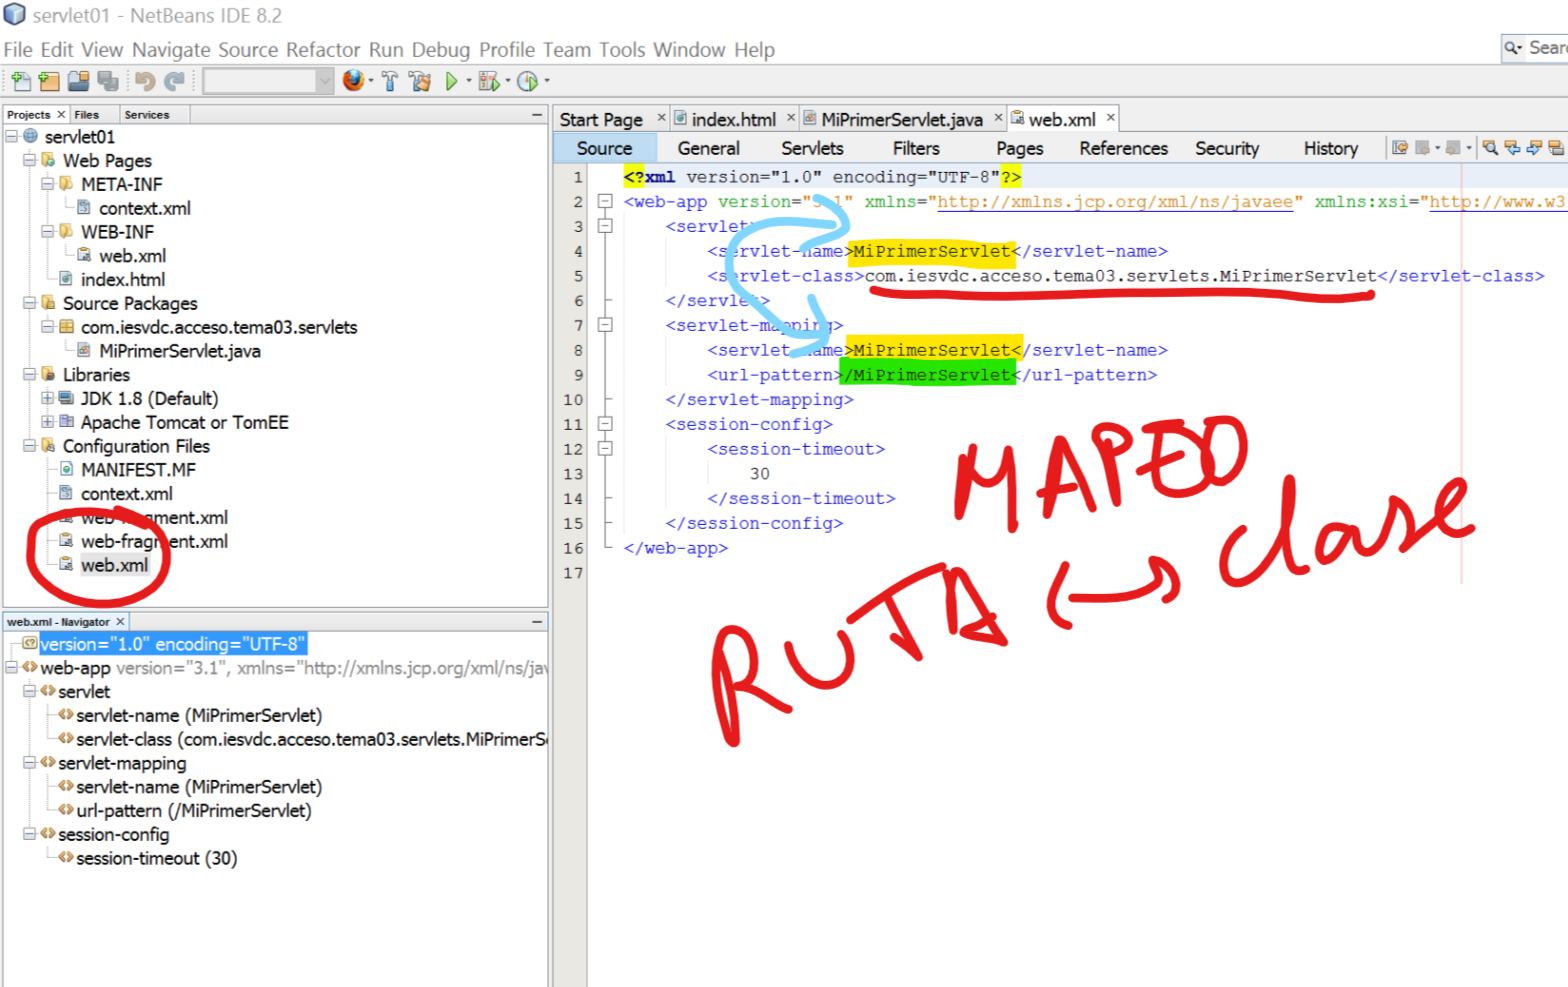 servlet01 - NetBeans IDE 8.2
File Edit View Navigate Source Refactor Run Debug Profile Team Tools Window Help
Sear
Projects Files Services
servlet01
Web Pages
META-INF
context.xml
WEB-INF
web.xml
index.html
Source Packages
com.iesvdc.acceso.tema03.servlets
MiPrimerServlet.java
Libraries
JDK 1.8 (Default)
Apache Tomcat or TomEE
Configuration Files
MANIFEST.MF
context.xml
web-fragment.xml
web-fragment.xml
web.xml
web.xml - Navigator
version="1.0" encoding="UTF-8"
web-app version="3.1", xmlns="http://xmlns.jcp.org/xml/ns/jav
servlet
servlet-name (MiPrimerServlet)
servlet-class (com.iesvdc.acceso.tema03.servlets.MiPrimerS
servlet-mapping
servlet-name (MiPrimerServlet)
url-pattern (/MiPrimerServlet)
session-config
session-timeout (30)
Start Page index.html MiPrimerServlet.java web.xml
Source General Servlets Filters Pages References Security History
1 <?xml version="1.0" encoding="UTF-8"?>
2 <web-app version="3.1" xmlns="http://xmlns.jcp.org/xml/ns/javaee" xmlns:xsi="http://www.w3
3 <servlet>
4 <servlet-name>MiPrimerServlet</servlet-name>
5 <servlet-class>com.iesvdc.acceso.tema03.servlets.MiPrimerServlet</servlet-class>
6 </servlet>
7 <servlet-mapping>
8 <servlet-name>MiPrimerServlet</servlet-name>
9 <url-pattern>/MiPrimerServlet</url-pattern>
10 </servlet-mapping>
11 <session-config>
12 <session-timeout>
13 30
14 </session-timeout>
15 </session-config>
16 </web-app>
17
MAPEO
RUTA ↔ clase